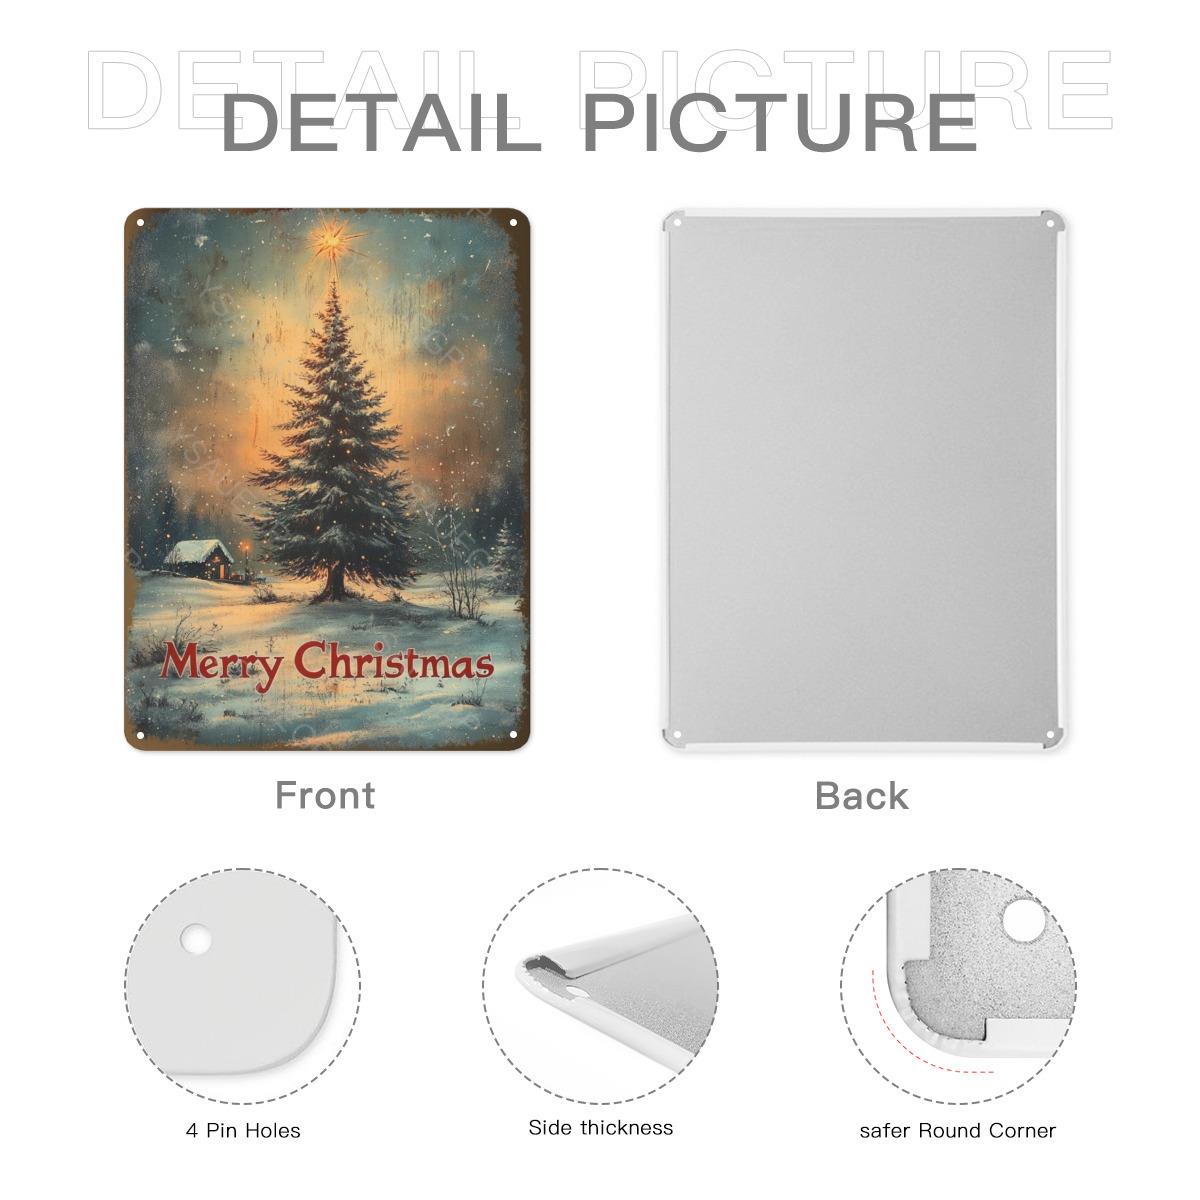 DETAIL PICTURE
DETAIL PICTURE
Merry Christmas
Front
Back
4 Pin Holes
Side thickness
safer Round Corner